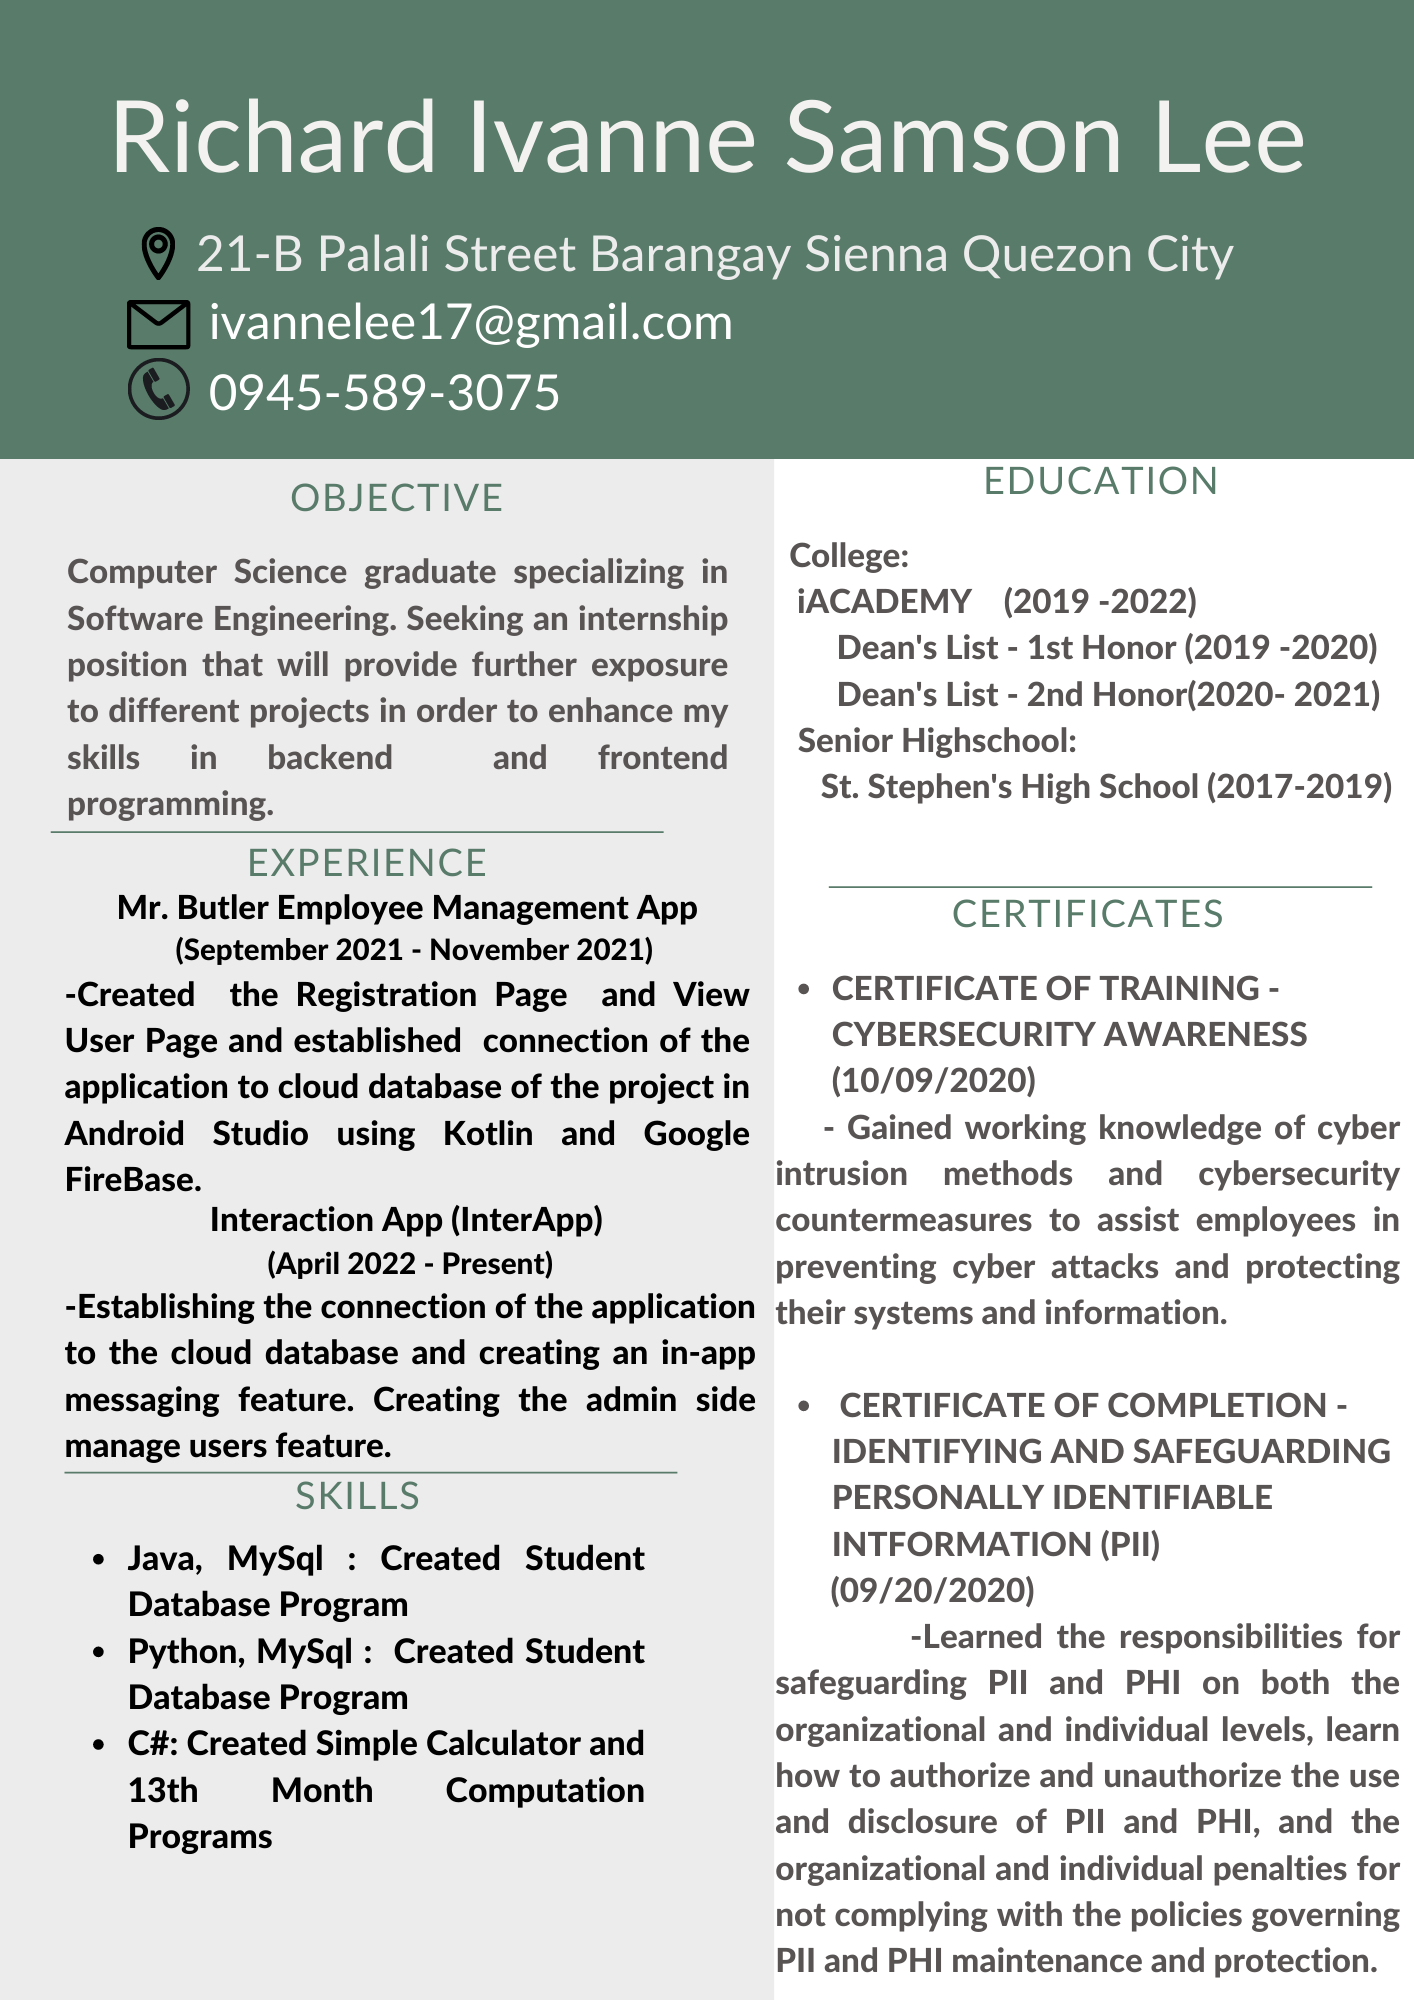 Richard Ivanne Samson Lee
21-B Palali Street Barangay Sienna Quezon City
ivannelee17@gmail.com
0945-589-3075
OBJECTIVE
Computer Science graduate specializing in
Software Engineering. Seeking an internship
position that will provide further exposure
to different projects in order to enhance my
skills in backend and frontend
programming.
EXPERIENCE
Mr. Butler Employee Management App
(September 2021 - November 2021)
-Created the Registration Page and View
User Page and established connection of the
application to cloud database of the project in
Android Studio using Kotlin and Google
FireBase.
Interaction App (InterApp)
(April 2022 - Present)
-Establishing the connection of the application
to the cloud database and creating an in-app
messaging feature. Creating the admin side
manage users feature.
SKILLS
• Java, MySql : Created Student
Database Program
• Python, MySql : Created Student
Database Program
• C#: Created Simple Calculator and
13th Month Computation
Programs
EDUCATION
College:
iACADEMY (2019 -2022)
Dean's List - 1st Honor (2019 -2020)
Dean's List - 2nd Honor(2020- 2021)
Senior Highschool:
St. Stephen's High School (2017-2019)
CERTIFICATES
• CERTIFICATE OF TRAINING -
CYBERSECURITY AWARENESS
(10/09/2020)
- Gained working knowledge of cyber
intrusion methods and cybersecurity
countermeasures to assist employees in
preventing cyber attacks and protecting
their systems and information.
• CERTIFICATE OF COMPLETION -
IDENTIFYING AND SAFEGUARDING
PERSONALLY IDENTIFIABLE
INTFORMATION (PII)
(09/20/2020)
-Learned the responsibilities for
safeguarding PII and PHI on both the
organizational and individual levels, learn
how to authorize and unauthorize the use
and disclosure of PII and PHI, and the
organizational and individual penalties for
not complying with the policies governing
PII and PHI maintenance and protection.